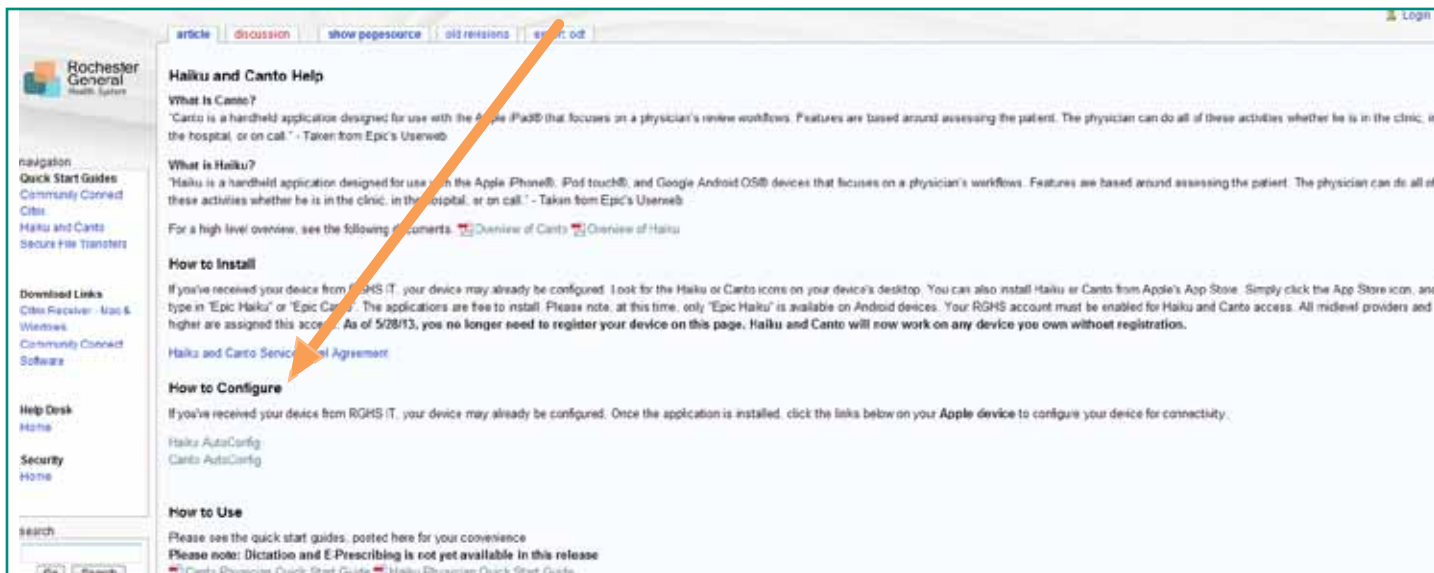 Login
article discussion show pagesource old revisions odt
Rochester
General
Health System
Haiku and Canto Help
What Is Canto?
"Canto is a handheld application designed for use with the Apple iPad® that focuses on a physician's review workflows. Features are based around assessing the patient. The physician can do all of these activities whether he is in the clinic, in
the hospital, or on call." - Taken from Epic's Userweb
What is Haiku?
"Haiku is a handheld application designed for use with the Apple iPhone®, iPod touch®, and Google Android OS® devices that focuses on a physician's workflows. Features are based around assessing the patient. The physician can do all of
these activities whether he is in the clinic, in the hospital, or on call." - Taken from Epic's Userweb
For a high level overview, see the following documents. Overview of Canto Overview of Haiku
How to Install
If you've received your device from RGHS IT, your device may already be configured. Look for the Haiku or Canto icons on your device's desktop. You can also install Haiku or Canto from Apple's App Store. Simply click the App Store icon, and
type in "Epic Haiku" or "Epic Canto". The applications are free to install. Please note, at this time, only "Epic Haiku" is available on Android devices. Your RGHS account must be enabled for Haiku and Canto access. All midlevel providers and
higher are assigned this access. As of 5/28/13, you no longer need to register your device on this page. Haiku and Canto will now work on any device you own without registration.
Haiku and Canto Service Level Agreement
How to Configure
If you've received your device from RGHS IT, your device may already be configured. Once the application is installed, click the links below on your Apple device to configure your device for connectivity.
Haiku AutoConfig
Canto AutoConfig
How to Use
Please see the quick start guides, posted here for your convenience
Please note: Dictation and E-Prescribing is not yet available in this release
Canto Physician Quick Start Guide Haiku Physician Quick Start Guide
navigation
Quick Start Guides
Community Connect
Citrix
Haiku and Canto
Secure File Transfers
Download Links
Citrix Receiver - Mac &
Windows
Community Connect
Software
Help Desk
Home
Security
Home
search
Go Search